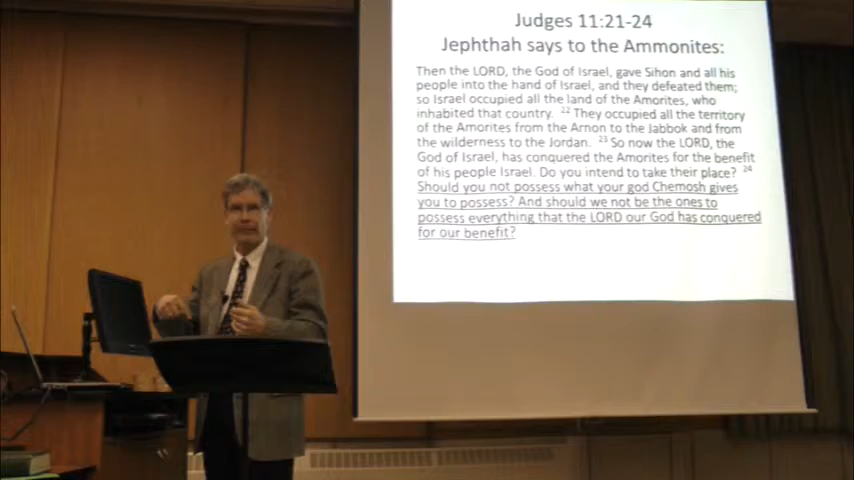 Judges 11:21-24
Jephthah says to the Ammonites:
Then the LORD, the God of Israel, gave Sihon and all his
people into the hand of Israel, and they defeated them;
so Israel occupied all the land of the Amorites, who
inhabited that country. 22 They occupied all the territory
of the Amorites from the Arnon to the Jabbok and from
the wilderness to the Jordan. 23 So now the LORD, the
God of Israel, has conquered the Amorites for the benefit
of his people Israel. Do you intend to take their place? 24
Should you not possess what your god Chemosh gives
you to possess? And should we not be the ones to
possess everything that the LORD our God has conquered
for our benefit?